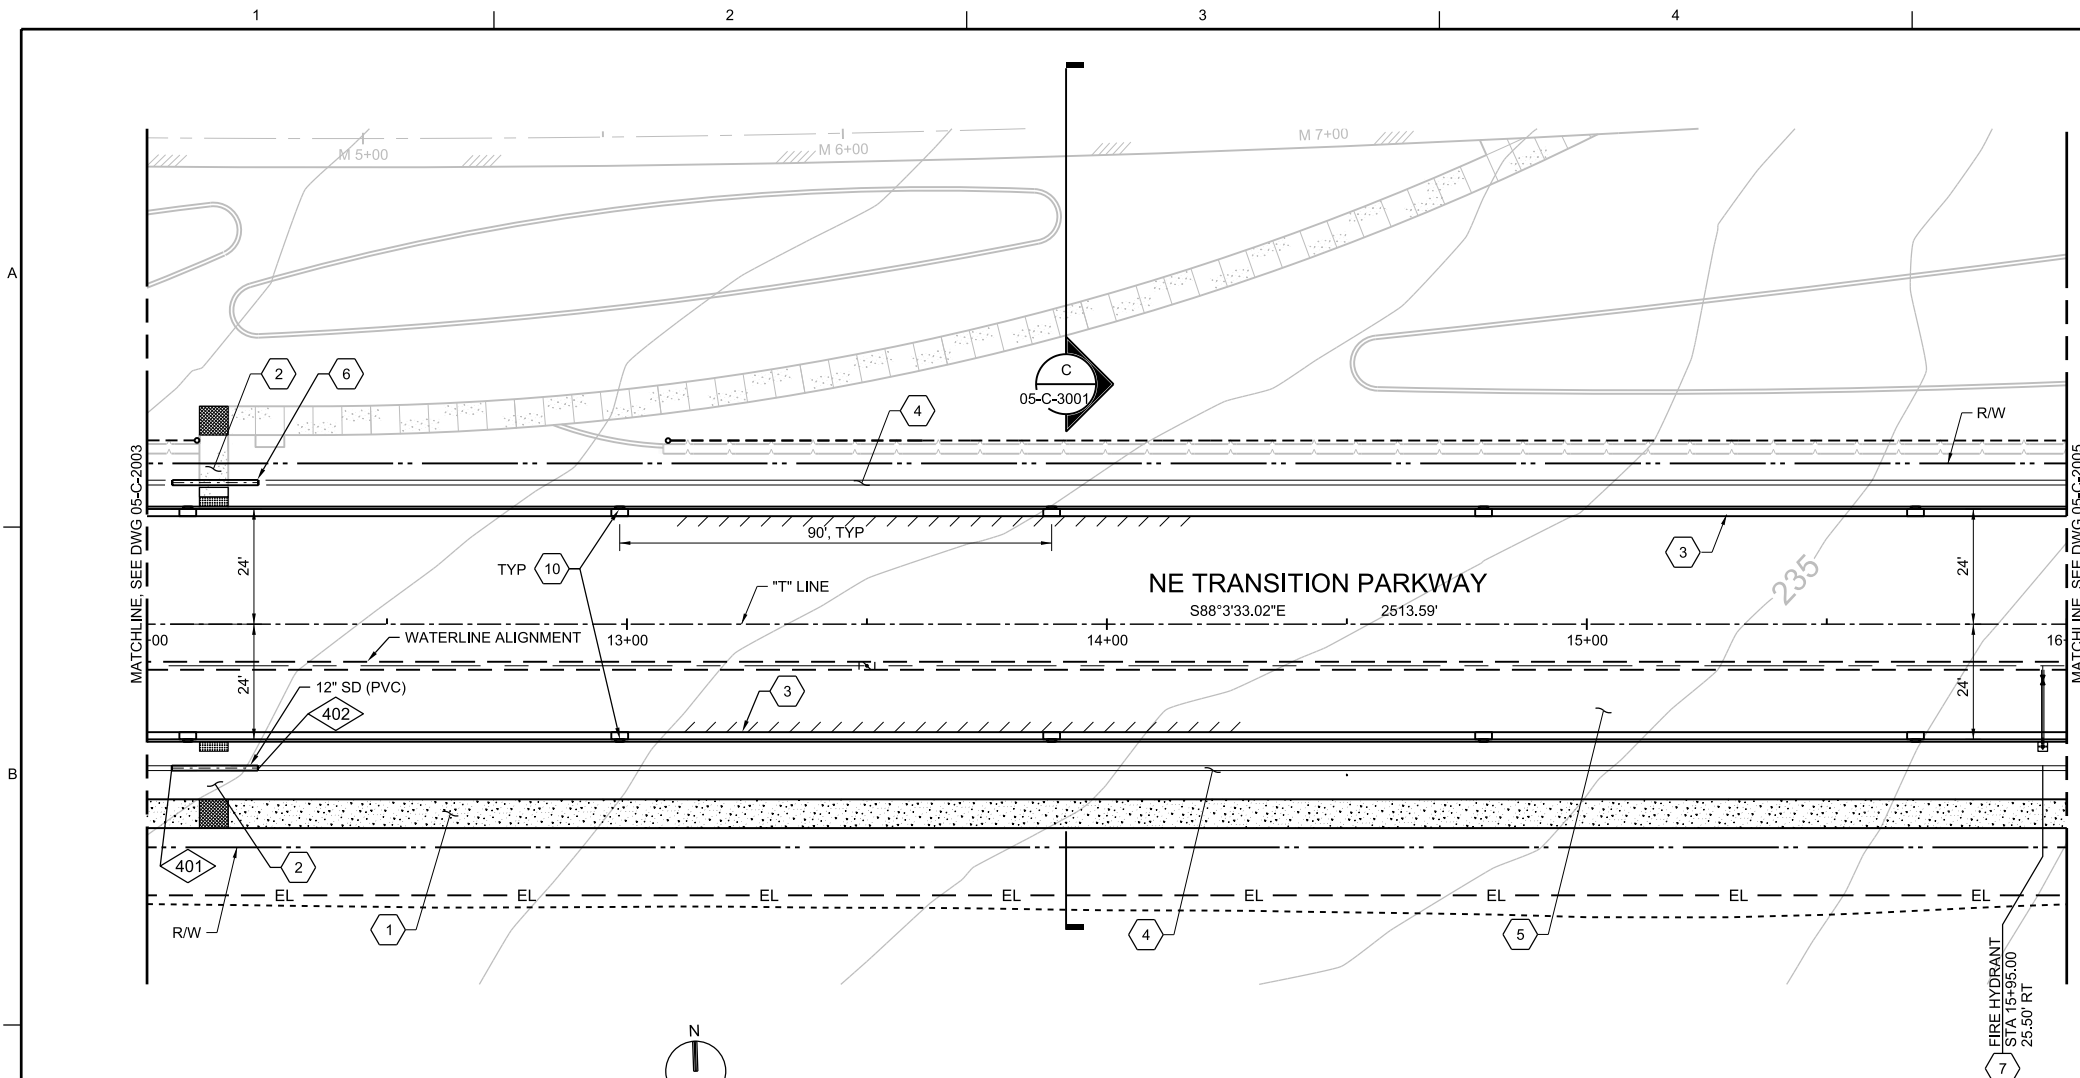 1
2
3
4
A
B
M 5+00
M 6+00
M 7+00
2
6
C
05-C-3001
4
R/W
MATCHLINE, SEE DWG 05-C-2003
MATCHLINE, SEE DWG 05-C-2005
24'
90', TYP
3
24'
TYP
10
"T" LINE
NE TRANSITION PARKWAY
S88°3'33.02"E
2513.59'
235
-00
13+00
14+00
15+00
16+
WATERLINE ALIGNMENT
24'
12" SD (PVC)
402
3
24'
401
2
EL
EL
EL
EL
EL
EL
EL
EL
R/W
1
4
5
FIRE HYDRANT
STA 15+95.00
25.50' RT
7
N